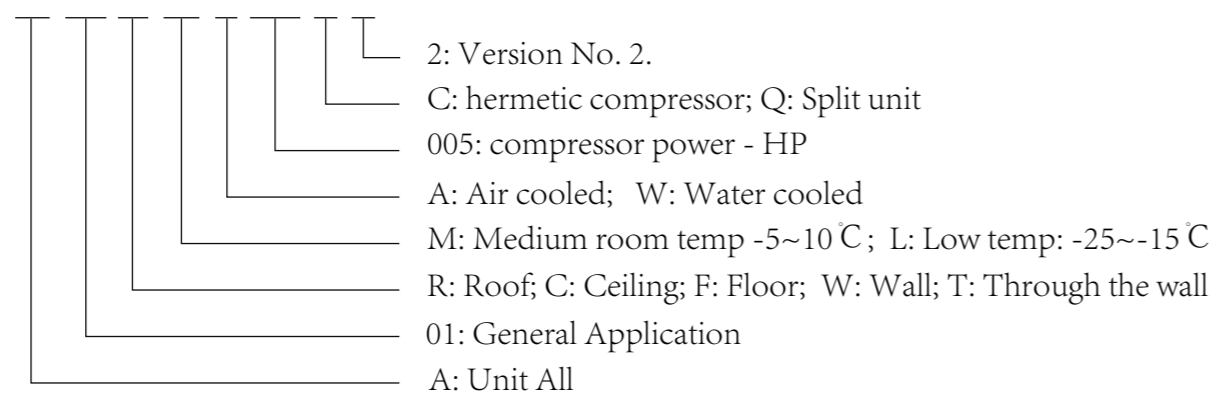 2: Version No. 2.
C: hermetic compressor; Q: Split unit
005: compressor power - HP
A: Air cooled; W: Water cooled
M: Medium room temp -5~10℃; L: Low temp: -25~-15℃
R: Roof; C: Ceiling; F: Floor; W: Wall; T: Through the wall
01: General Application
A: Unit All